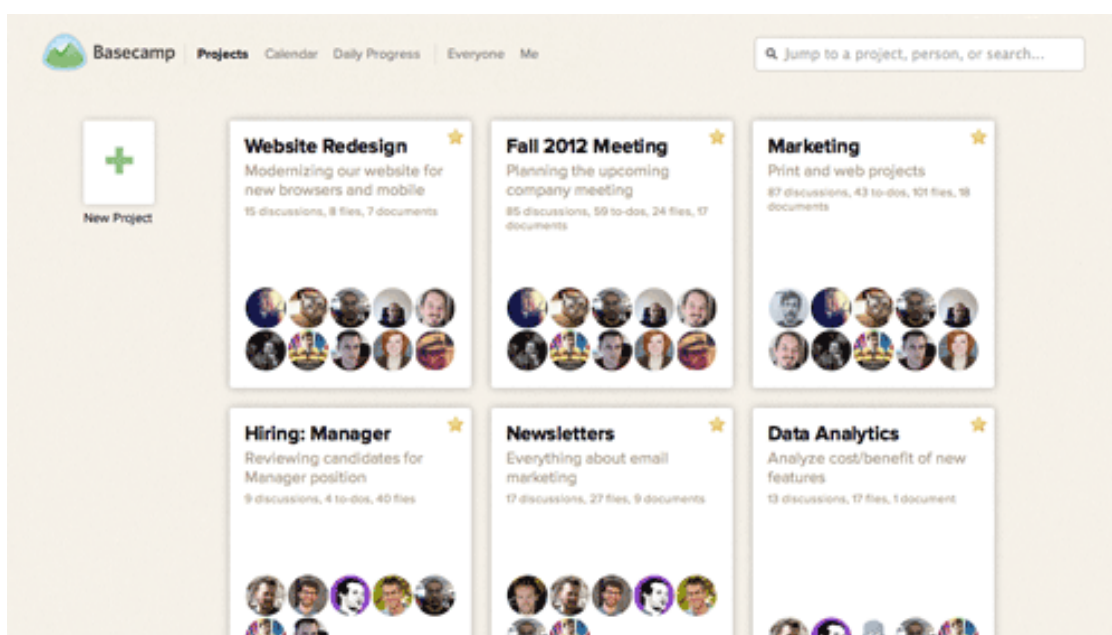 Basecamp Projects Calendar Daily Progress Everyone Me
Jump to a project, person, or search...
New Project
Website Redesign
Modernizing our website for
new browsers and mobile
15 discussions, 8 files, 7 documents
Fall 2012 Meeting
Planning the upcoming
company meeting
85 discussions, 59 to-dos, 24 files, 17
documents
Marketing
Print and web projects
87 discussions, 43 to-dos, 101 files, 18
documents
Hiring: Manager
Reviewing candidates for
Manager position
9 discussions, 4 to-dos, 40 files
Newsletters
Everything about email
marketing
17 discussions, 27 files, 9 documents
Data Analytics
Analyze cost/benefit of new
features
13 discussions, 17 files, 1 document